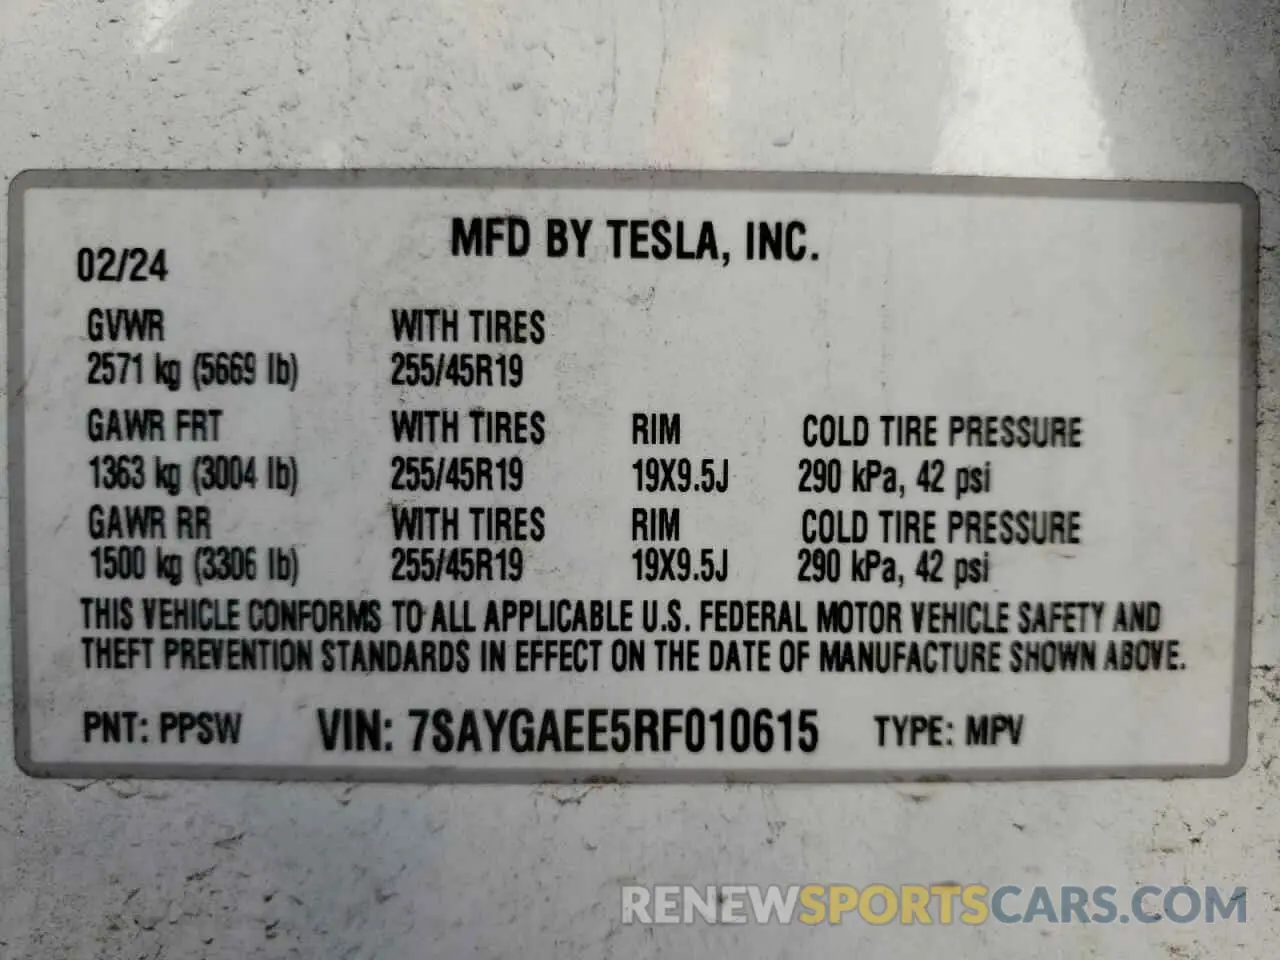 MFD BY TESLA, INC.
02/24
GVWR WITH TIRES
2571 kg (5669 lb) 255/45R19
GAWR FRT WITH TIRES RIM COLD TIRE PRESSURE
1363 kg (3004 lb) 255/45R19 19X9.5J 290 kPa, 42 psi
GAWR RR WITH TIRES RIM COLD TIRE PRESSURE
1500 kg (3306 lb) 255/45R19 19X9.5J 290 kPa, 42 psi
THIS VEHICLE CONFORMS TO ALL APPLICABLE U.S. FEDERAL MOTOR VEHICLE SAFETY AND
THEFT PREVENTION STANDARDS IN EFFECT ON THE DATE OF MANUFACTURE SHOWN ABOVE.
PNT: PPSW VIN: 7SAYGAEE5RF010615 TYPE: MPV
RENEWSPORTSCARS.COM